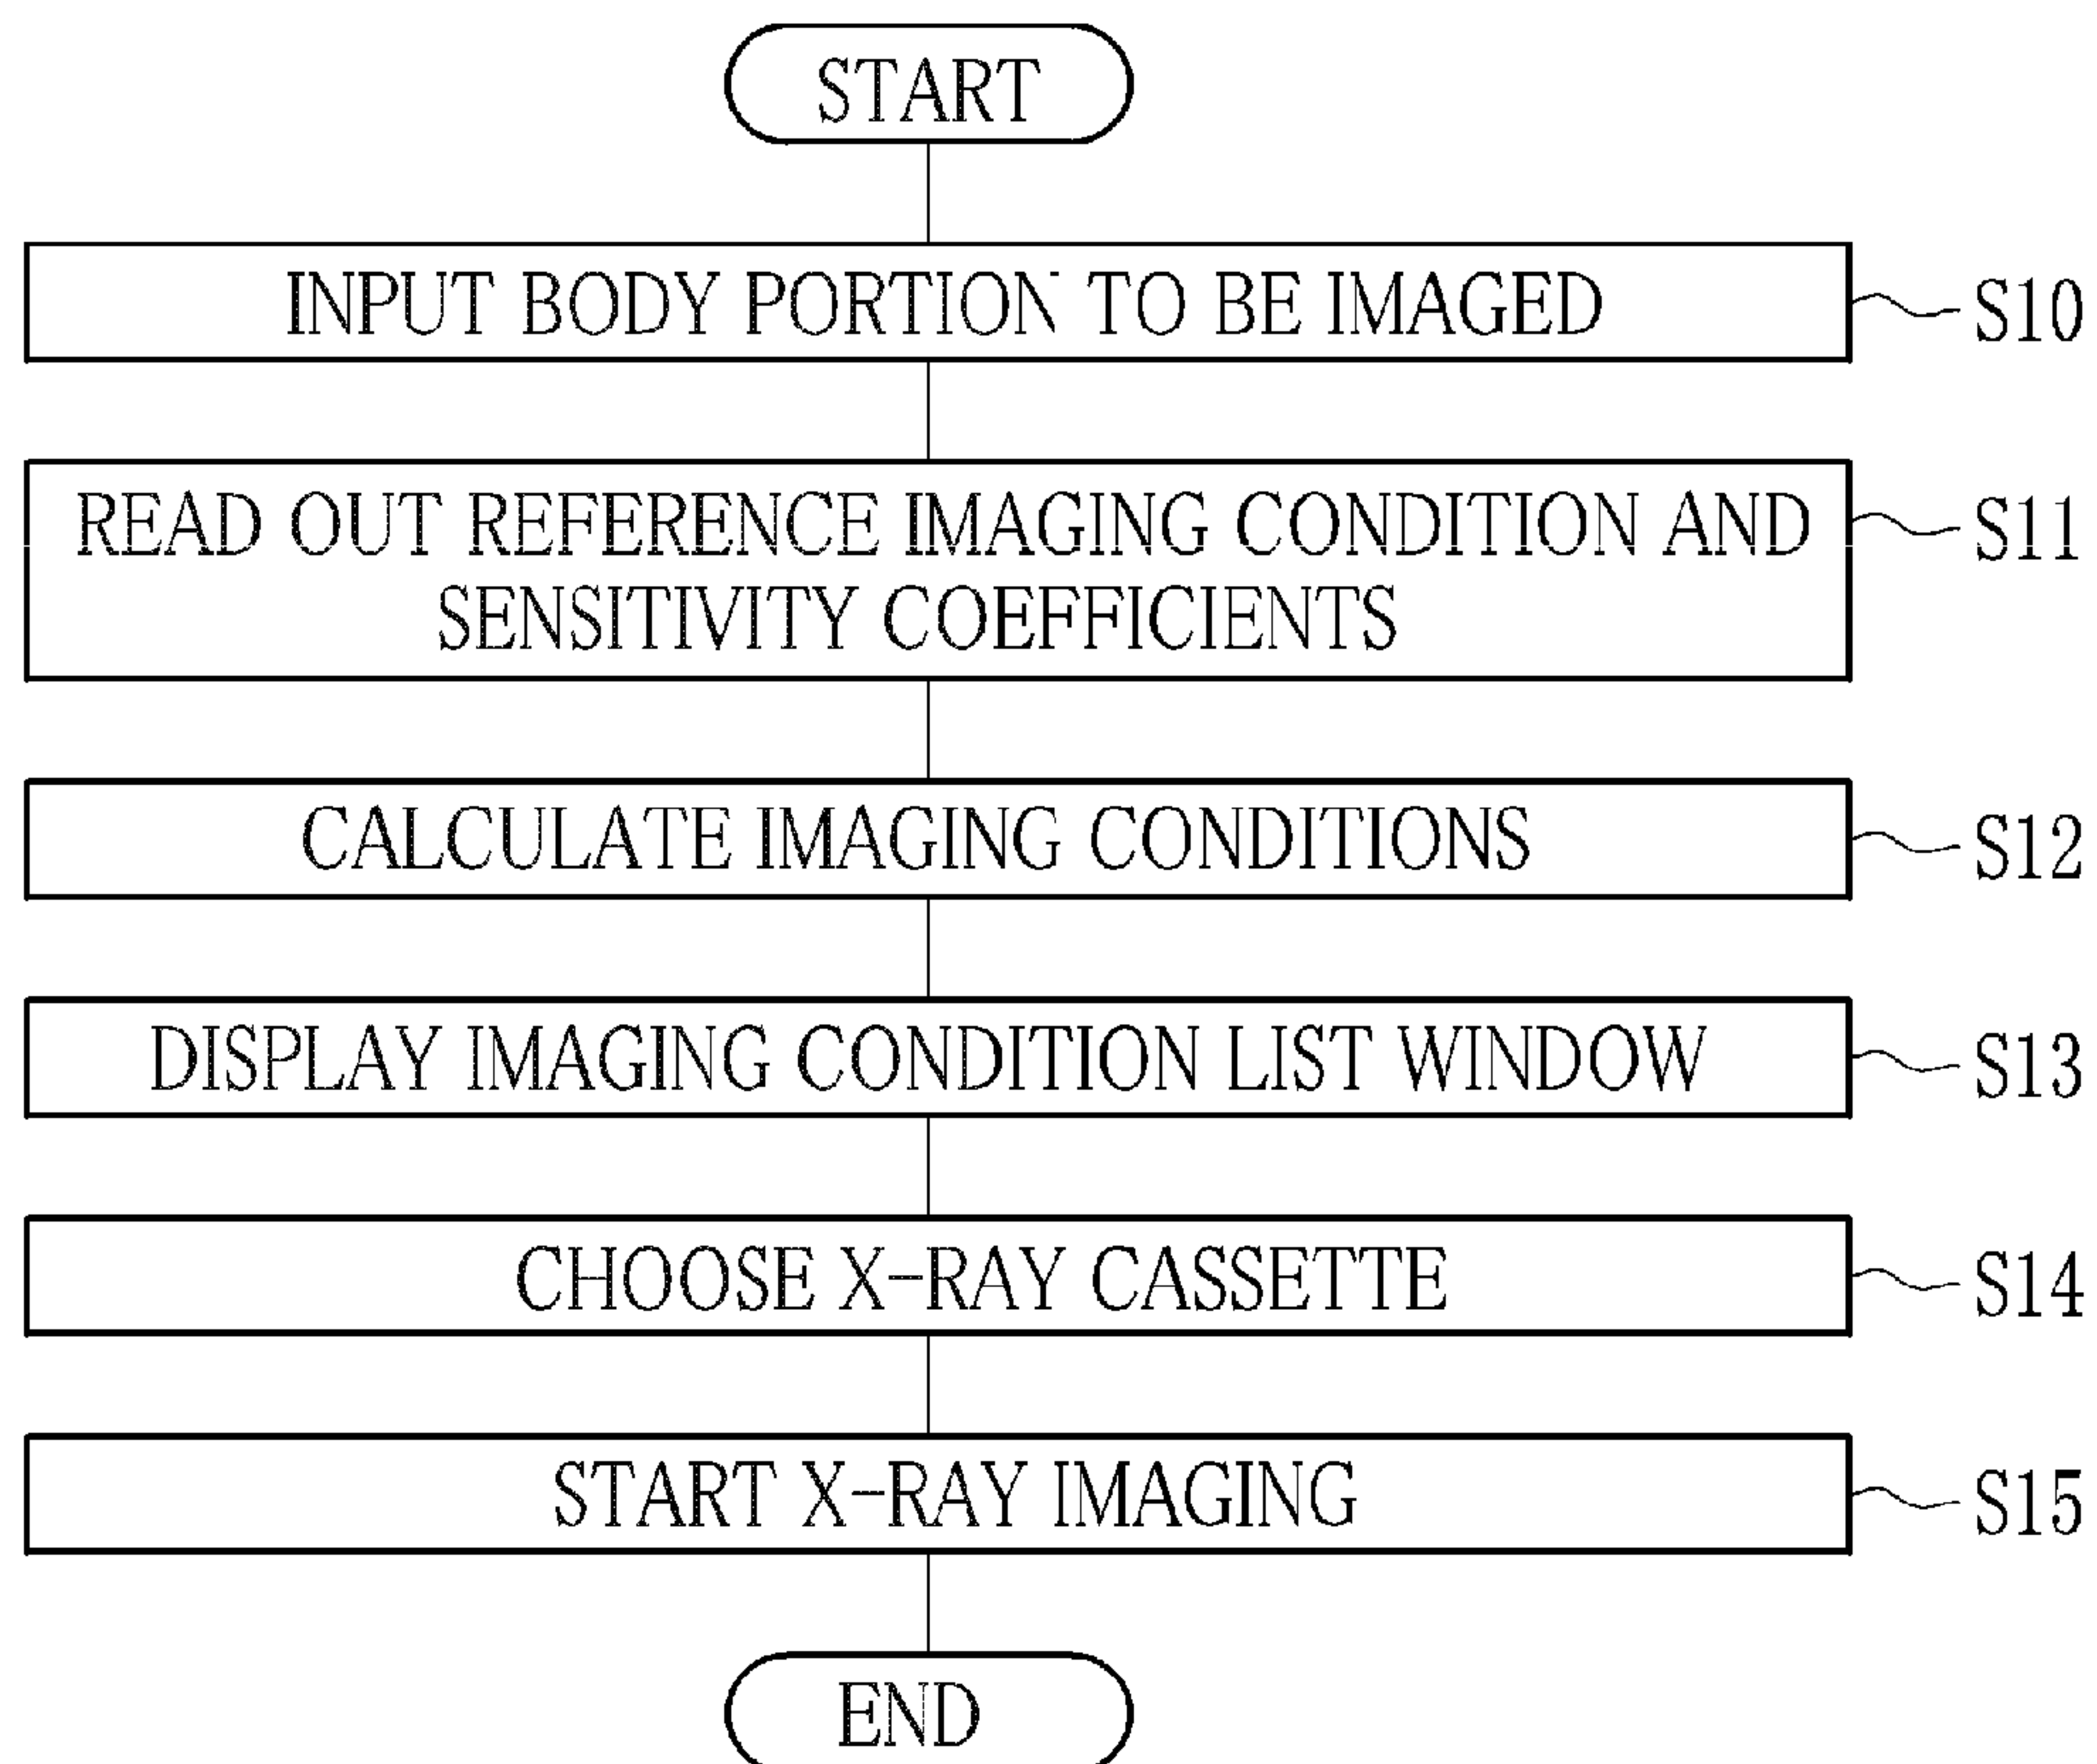 START
INPUT BODY PORTION TO BE IMAGED
S10
READ OUT REFERENCE IMAGING CONDITION AND
SENSITIVITY COEFFICIENTS
S11
CALCULATE IMAGING CONDITIONS
S12
DISPLAY IMAGING CONDITION LIST WINDOW
S13
CHOOSE X-RAY CASSETTE
S14
START X-RAY IMAGING
S15
END